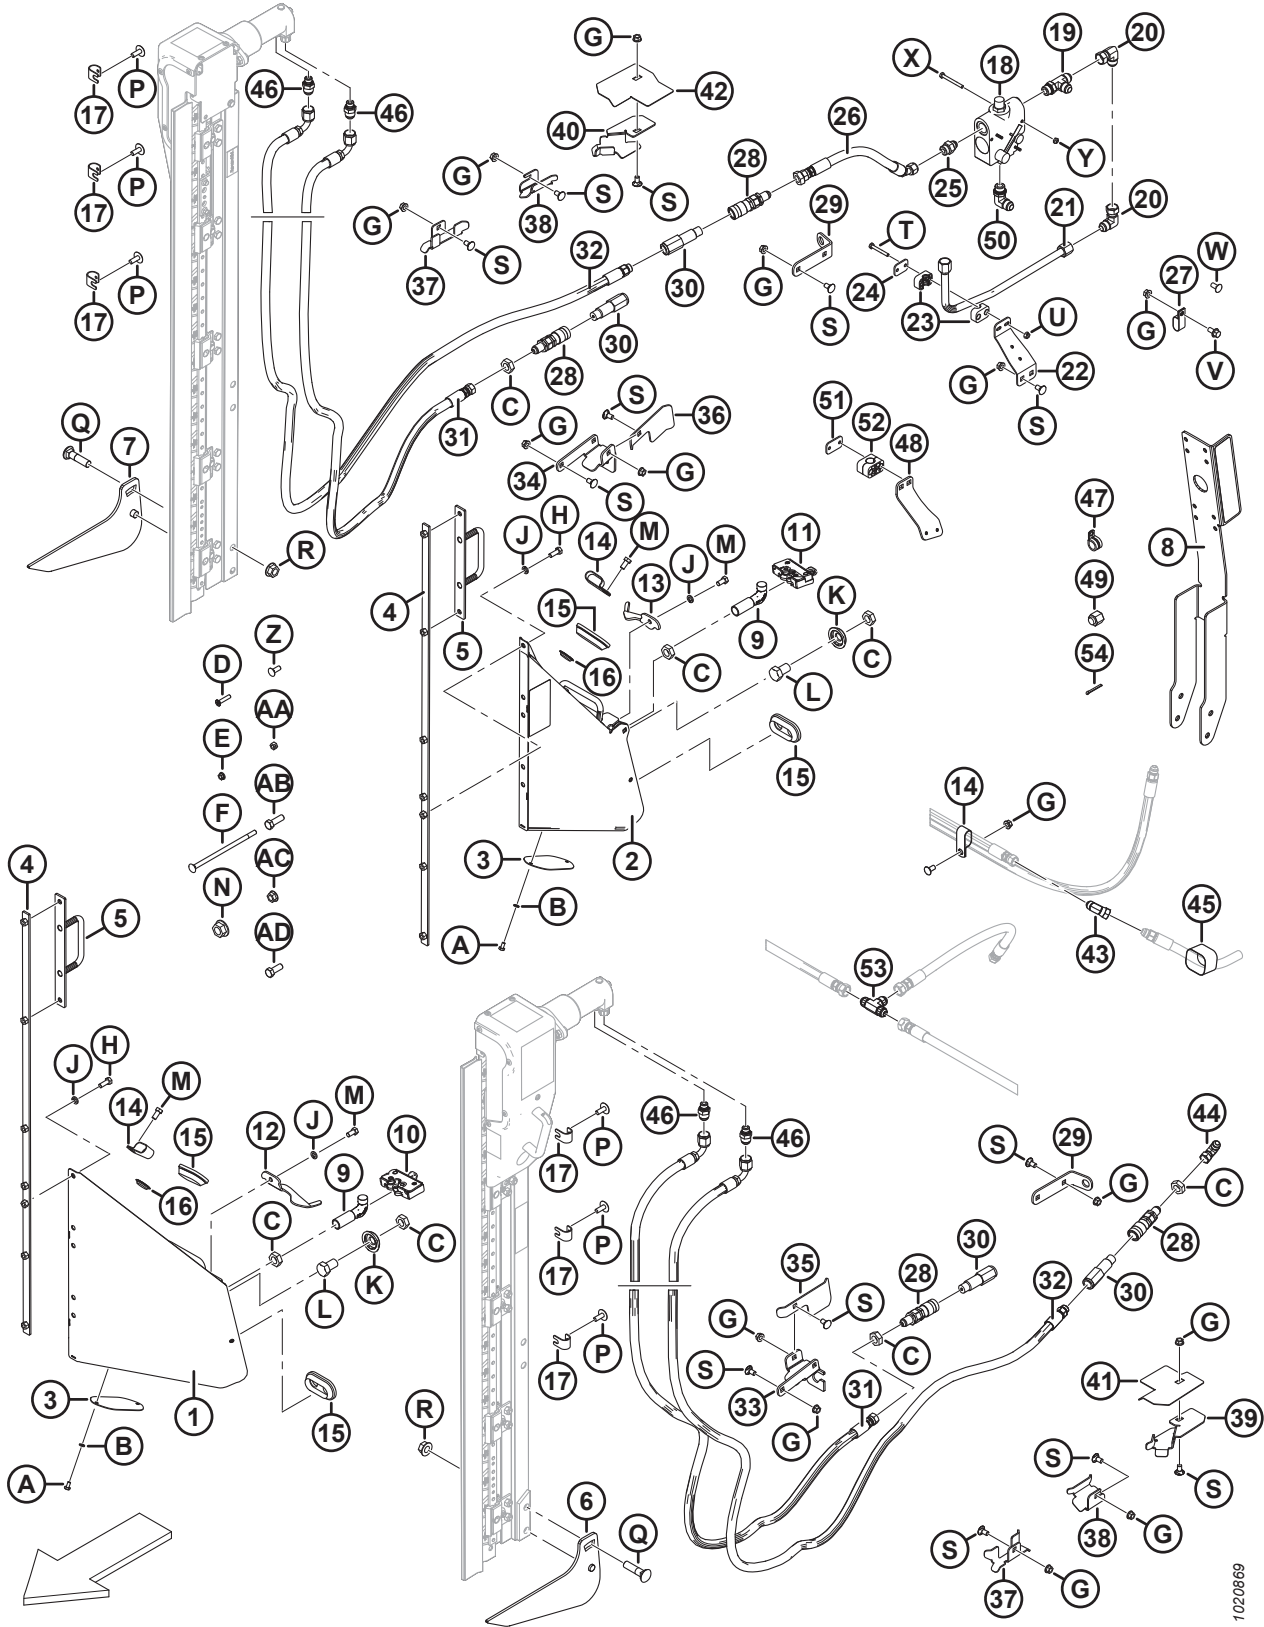 G
19
20
X
18
46
P
42
17
46
40
26
28
Y
P
G
S
S
29
25
50
21
20
17
G
38
T
W
S
32
30
24
27
37
G
P
G
17
S
23
U
V
30
28
G
22
C
S
36
51
S
Q
7
31
G
52
48
34
G
S
H
47
J
14
M
M
11
8
R
J
13
K
49
4
15
5
9
Z
C
54
D
16
C
L
AA
E
15
AB
F
14
G
4
AC
3
2
N
B
45
5
A
43
AD
53
H
J
M
M
46
44
14
J
P
15
12
10
46
S
29
9
17
G
C
16
C
P
C
30
28
K
35
28
17
32
30
L
S
G
G
P
C
S
17
41
33
31
3
1
15
R
G
39
B
S
A
6
S
38
G
Q
S
37
G
1020869